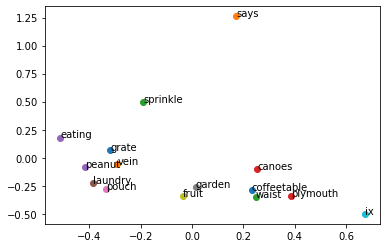 1.25
1.00
0.75
0.50
0.25
0.00
−0.25
−0.50
says
sprinkle
eating
grate
vein
peanut
canoes
laundry
pouch
garden
coffeetable
fruit
waist
plymouth
ix
−0.4
−0.2
0.0
0.2
0.4
0.6